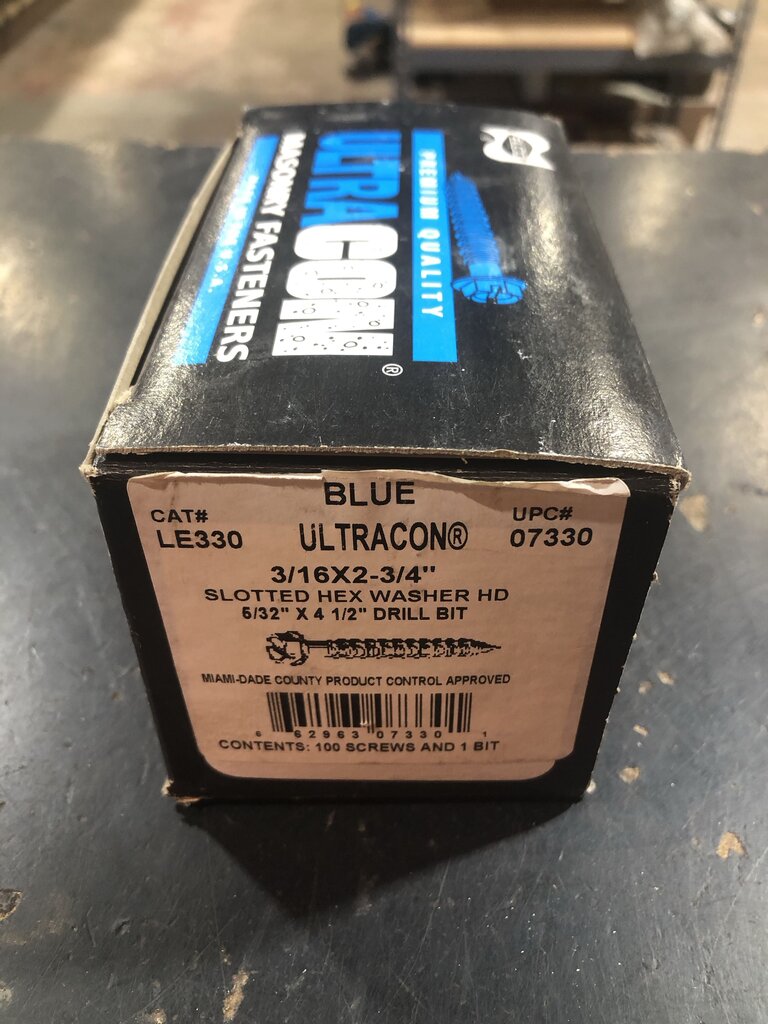 PREMIUM QUALITY
ULTRACON®
MASONRY FASTENERS
U.S.A.
BLUE
CAT#
LE330
ULTRACON®
UPC#
07330
3/16X2-3/4"
SLOTTED HEX WASHER HD
5/32" X 4 1/2" DRILL BIT
MIAMI-DADE COUNTY PRODUCT CONTROL APPROVED
6 62963 07330 1
CONTENTS: 100 SCREWS AND 1 BIT